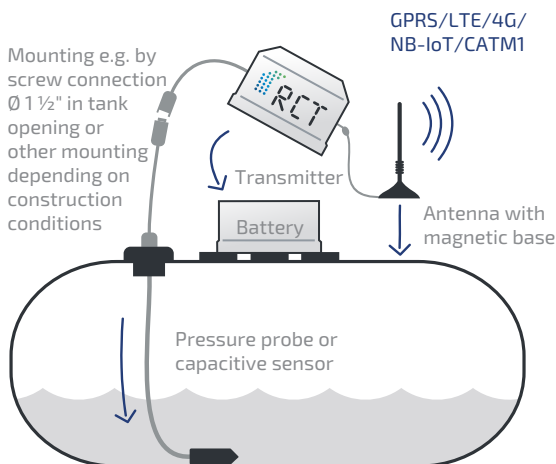 GPRS/LTE/4G/
NB-IoT/CATM1
Mounting e.g. by
screw connection
Ø 1 ½" in tank
opening or
other mounting
depending on
construction
conditions
RCT
Transmitter
Battery
Antenna with
magnetic base
Pressure probe or
capacitive sensor